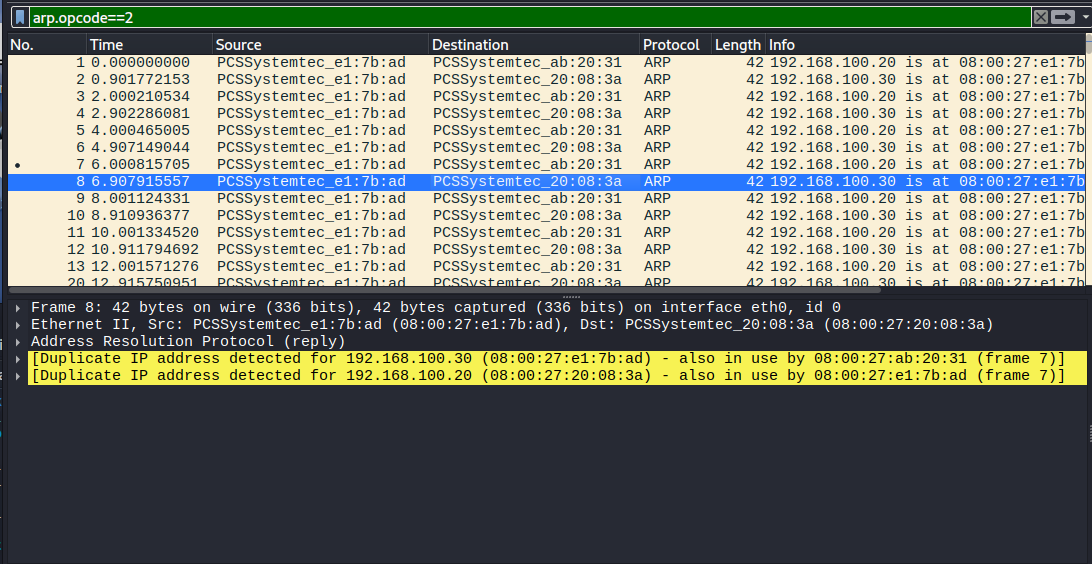 arp.opcode==2
No. Time Source Destination Protocol Length Info
1 0.000000000 PCSSystemtec_e1:7b:ad PCSSystemtec_ab:20:31 ARP 42 192.168.100.20 is at 08:00:27:e1:7b
2 0.901772153 PCSSystemtec_e1:7b:ad PCSSystemtec_20:08:3a ARP 42 192.168.100.30 is at 08:00:27:e1:7b
3 2.000210534 PCSSystemtec_e1:7b:ad PCSSystemtec_ab:20:31 ARP 42 192.168.100.20 is at 08:00:27:e1:7b
4 2.902286081 PCSSystemtec_e1:7b:ad PCSSystemtec_20:08:3a ARP 42 192.168.100.30 is at 08:00:27:e1:7b
5 4.000465005 PCSSystemtec_e1:7b:ad PCSSystemtec_ab:20:31 ARP 42 192.168.100.20 is at 08:00:27:e1:7b
6 4.907149044 PCSSystemtec_e1:7b:ad PCSSystemtec_20:08:3a ARP 42 192.168.100.30 is at 08:00:27:e1:7b
7 6.000815705 PCSSystemtec_e1:7b:ad PCSSystemtec_ab:20:31 ARP 42 192.168.100.20 is at 08:00:27:e1:7b
8 6.907915557 PCSSystemtec_e1:7b:ad PCSSystemtec_20:08:3a ARP 42 192.168.100.30 is at 08:00:27:e1:7b
9 8.001124331 PCSSystemtec_e1:7b:ad PCSSystemtec_ab:20:31 ARP 42 192.168.100.20 is at 08:00:27:e1:7b
10 8.910936377 PCSSystemtec_e1:7b:ad PCSSystemtec_20:08:3a ARP 42 192.168.100.30 is at 08:00:27:e1:7b
11 10.001334520 PCSSystemtec_e1:7b:ad PCSSystemtec_ab:20:31 ARP 42 192.168.100.20 is at 08:00:27:e1:7b
12 10.911794692 PCSSystemtec_e1:7b:ad PCSSystemtec_20:08:3a ARP 42 192.168.100.30 is at 08:00:27:e1:7b
13 12.001571276 PCSSystemtec_e1:7b:ad PCSSystemtec_ab:20:31 ARP 42 192.168.100.20 is at 08:00:27:e1:7b
20 12.915750951 PCSSystemtec_e1:7b:ad PCSSystemtec_20:08:3a ARP 42 192.168.100.30 is at 08:00:27:e1:7b
Frame 8: 42 bytes on wire (336 bits), 42 bytes captured (336 bits) on interface eth0, id 0
Ethernet II, Src: PCSSystemtec_e1:7b:ad (08:00:27:e1:7b:ad), Dst: PCSSystemtec_20:08:3a (08:00:27:20:08:3a)
Address Resolution Protocol (reply)
[Duplicate IP address detected for 192.168.100.30 (08:00:27:e1:7b:ad) - also in use by 08:00:27:ab:20:31 (frame 7)]
[Duplicate IP address detected for 192.168.100.20 (08:00:27:20:08:3a) - also in use by 08:00:27:e1:7b:ad (frame 7)]